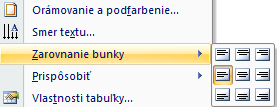 Orámovanie a podfarbenie...
Smer textu...
Zarovnanie bunky
Prispôsobiť
Vlastnosti tabuľky...